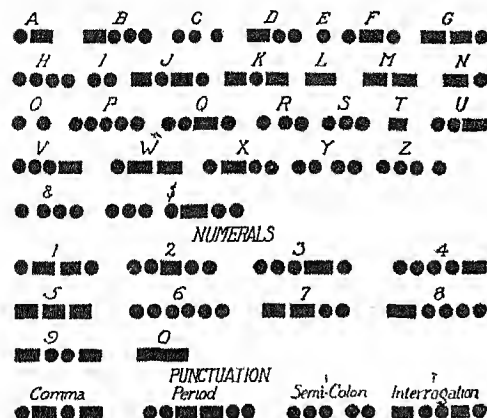 A B C D E F G
H I J K L M N
O P Q R S T U
V W X Y Z
& $
NUMERALS
1 2 3 4
5 6 7 8
9 0
PUNCTUATION
Comma Period Semi-Colon Interrogation